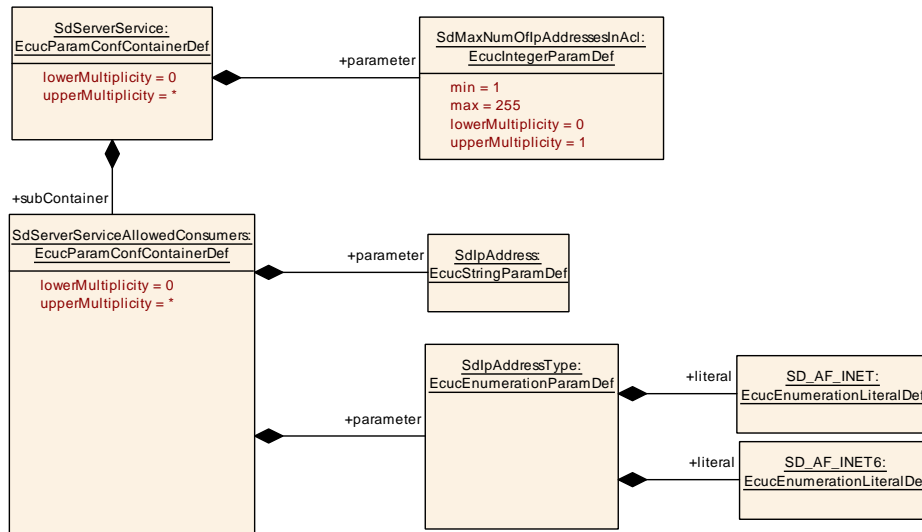 SdServerService:
EcucParamConfContainerDef
lowerMultiplicity = 0
upperMultiplicity = *
+parameter
SdMaxNumOfIpAddressesInAcl:
EcucIntegerParamDef
min = 1
max = 255
lowerMultiplicity = 0
upperMultiplicity = 1
+subContainer
SdServerServiceAllowedConsumers:
EcucParamConfContainerDef
lowerMultiplicity = 0
upperMultiplicity = *
+parameter
SdIpAddress:
EcucStringParamDef
+parameter
SdIpAddressType:
EcucEnumerationParamDef
+literal
SD_AF_INET:
EcucEnumerationLiteralDef
+literal
SD_AF_INET6:
EcucEnumerationLiteralDef